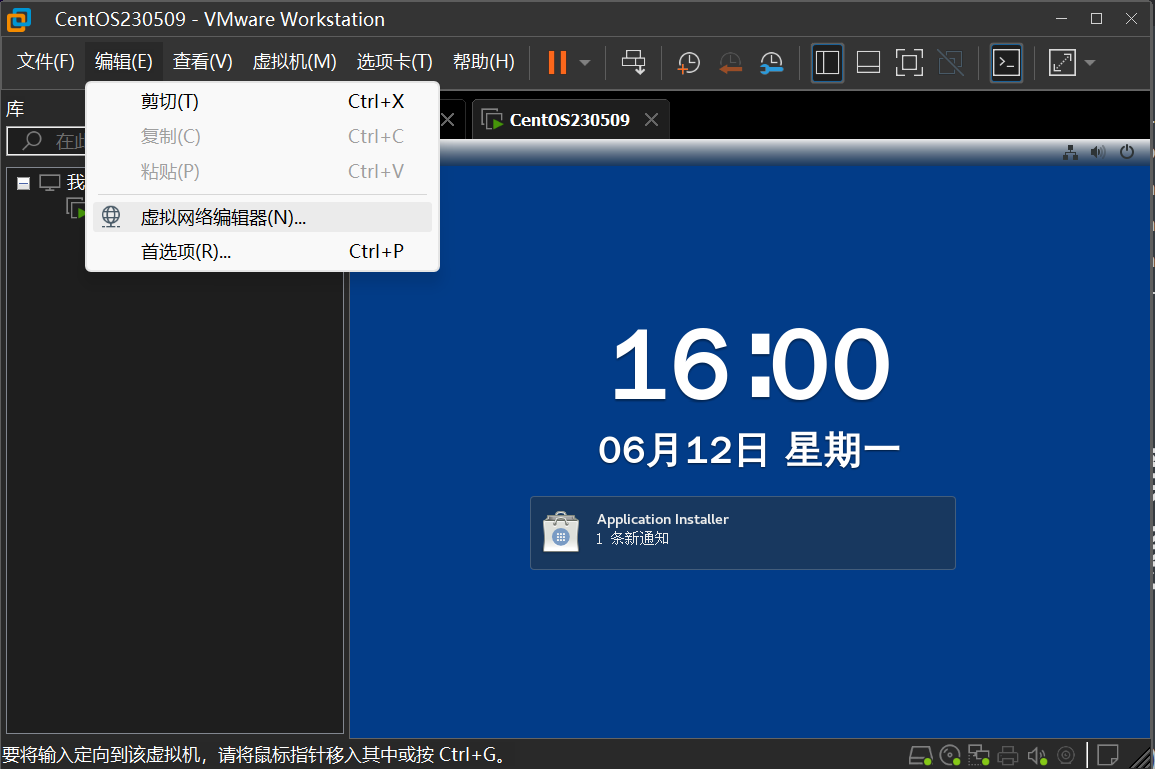 CentOS230509 - VMware Workstation
文件(F) 编辑(E) 查看(V) 虚拟机(M) 选项卡(T) 帮助(H)
库
在此
我
剪切(T) Ctrl+X
复制(C) Ctrl+C
粘贴(P) Ctrl+V
虚拟网络编辑器(N)...
首选项(R)... Ctrl+P
CentOS230509
16:00
06月12日 星期一
Application Installer
1 条新通知
要将输入定向到该虚拟机，请将鼠标指针移入其中或按 Ctrl+G。